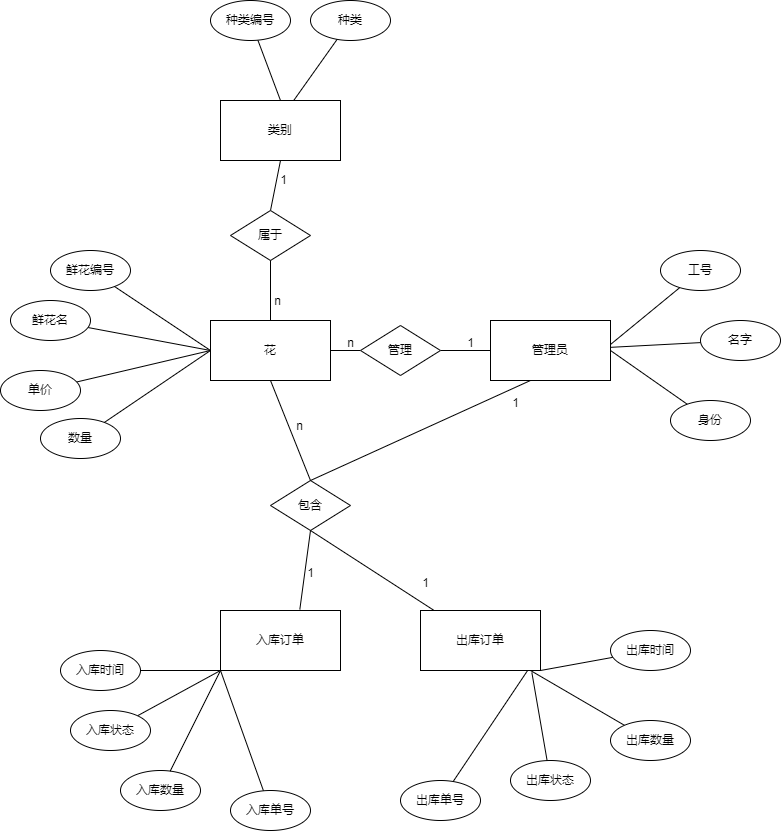 种类编号
种类
类别
1
属于
n
鲜花编号
鲜花名
单价
数量
花
n
管理
1
管理员
工号
名字
身份
n
1
包含
1
1
入库订单
出库订单
入库时间
入库状态
入库数量
入库单号
出库时间
出库数量
出库状态
出库单号